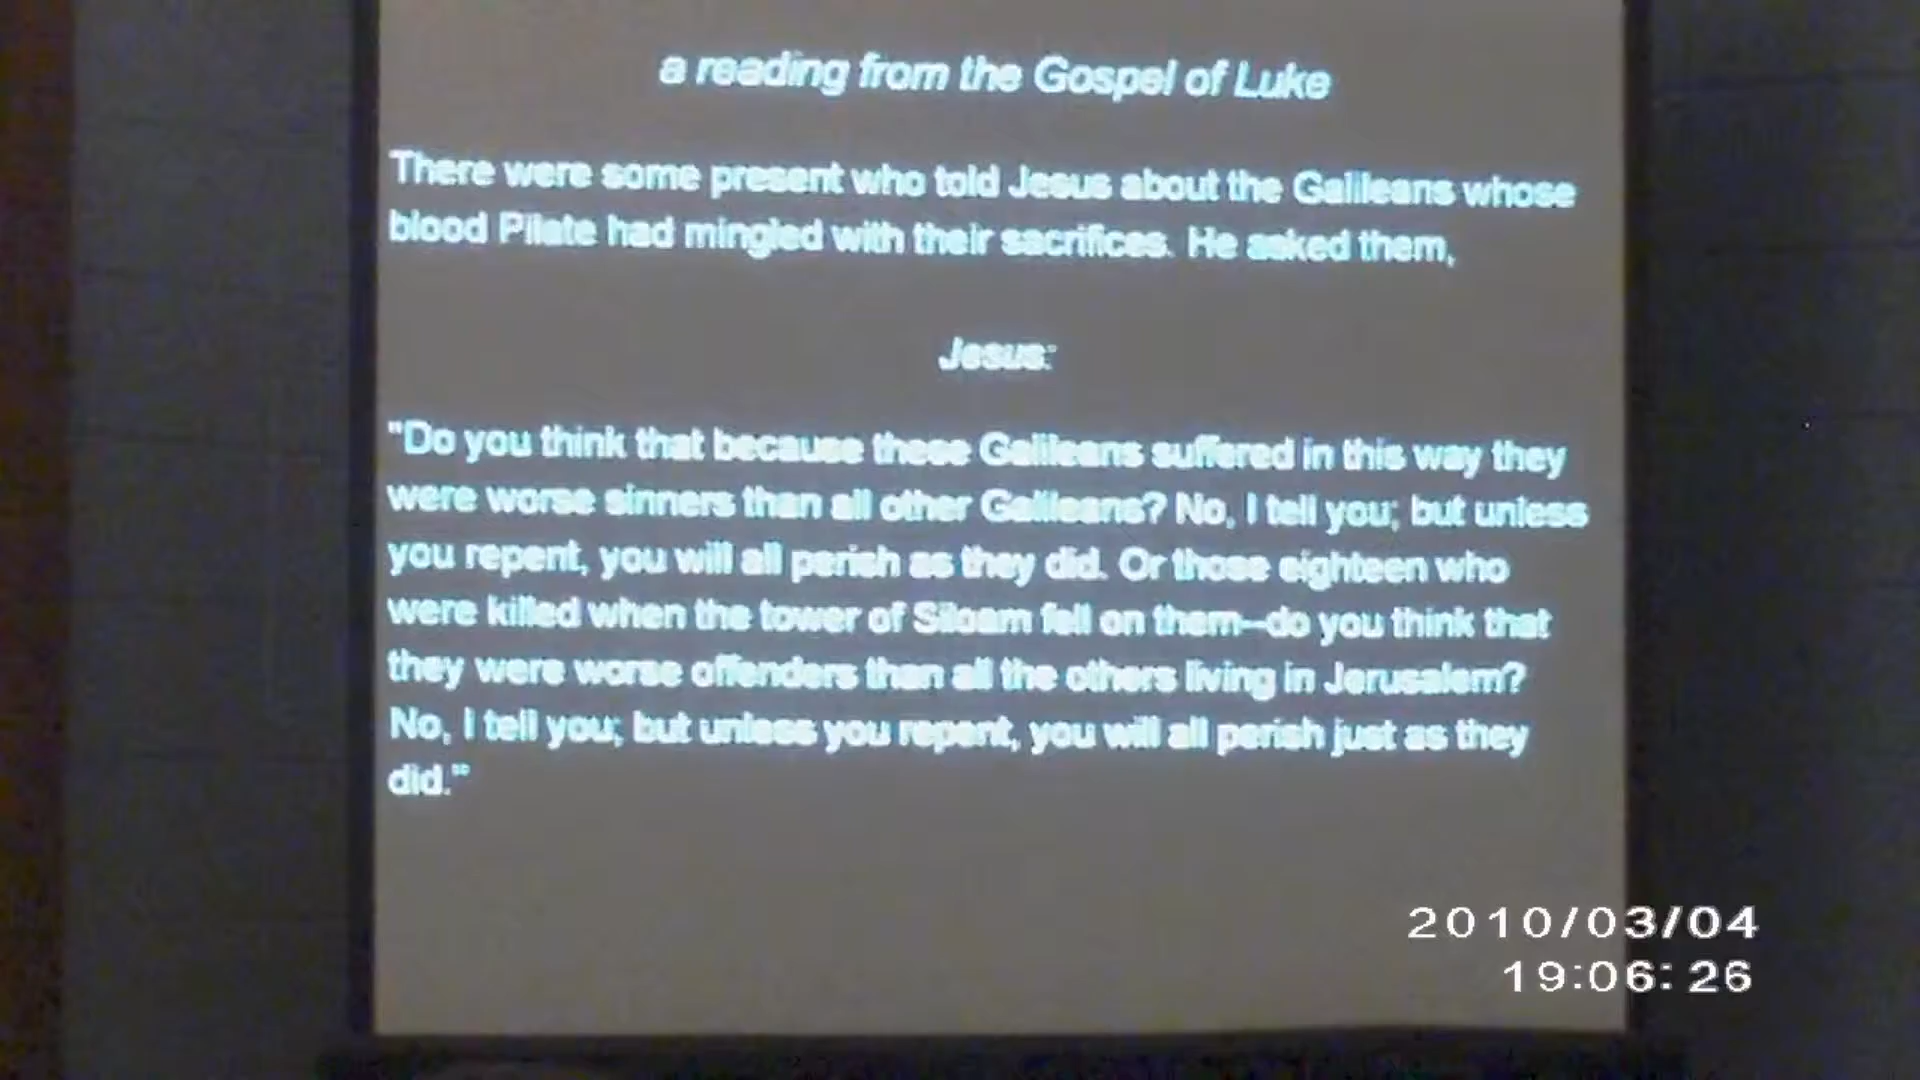 a reading from the Gospel of Luke
There were some present who told Jesus about the Galileans whose
blood Pilate had mingled with their sacrifices. He asked them,
Jesus:
"Do you think that because these Galileans suffered in this way they
were worse sinners than all other Galileans? No, I tell you; but unless
you repent, you will all perish as they did. Or those eighteen who
were killed when the tower of Siloam fell on them--do you think that
they were worse offenders than all the others living in Jerusalem?
No, I tell you; but unless you repent, you will all perish just as they
did."
2010/03/04
19:06:26